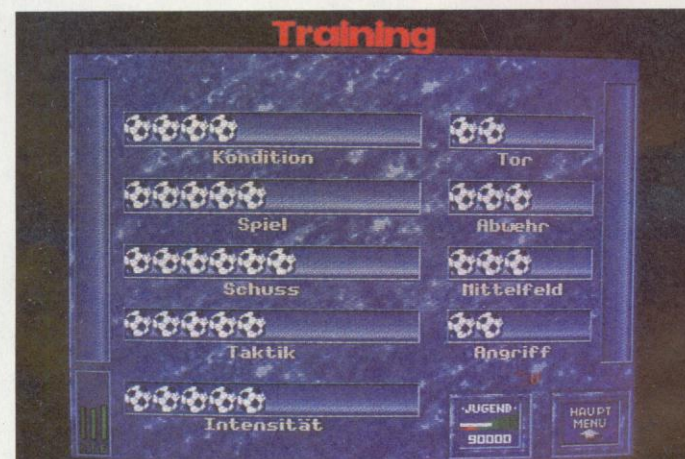 Training
Kondition
Tor
Spiel
Abwehr
Schuss
Mittelfeld
Taktik
Angriff
Intensität
·JUGEND·
90000
HAUPT
MENU